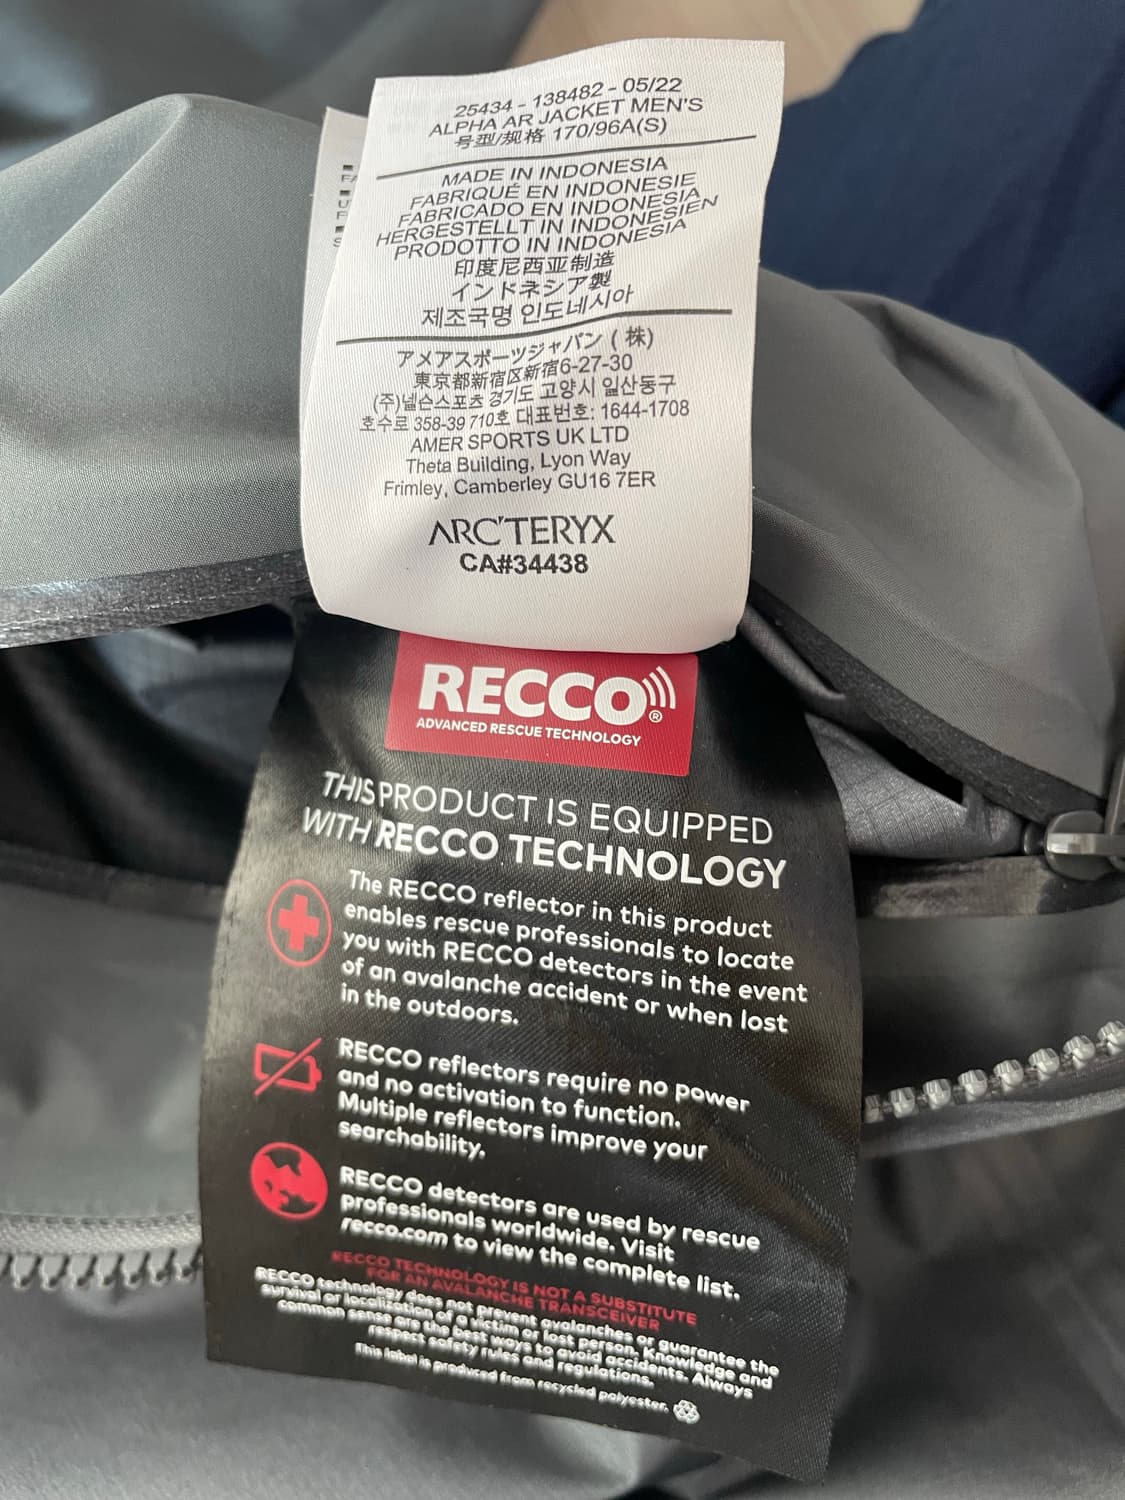 25434 - 138482 - 05/22
ALPHA AR JACKET MEN'S
号型/规格 170/96A(S)
MADE IN INDONESIA
FABRIQUÉ EN INDONESIE
FABRICADO EN INDONESIA
HERGESTELLT IN INDONESIEN
PRODOTTO IN INDONESIA
印度尼西亚制造
インドネシア製
제조국명 인도네시아
アメアスポーツジャパン ( 株)
東京都新宿区新宿6-27-30
(주)넬슨스포츠 경기도 고양시 일산동구
호수로 358-39 710호 대표번호: 1644-1708
AMER SPORTS UK LTD
Theta Building, Lyon Way
Frimley, Camberley GU16 7ER
ARC'TERYX
CA#34438
RECCO®
ADVANCED RESCUE TECHNOLOGY
THIS PRODUCT IS EQUIPPED
WITH RECCO TECHNOLOGY
The RECCO reflector in this product
enables rescue professionals to locate
you with RECCO detectors in the event
of an avalanche accident or when lost
in the outdoors.
RECCO reflectors require no power
and no activation to function.
Multiple reflectors improve your
searchability.
RECCO detectors are used by rescue
professionals worldwide. Visit
recco.com to view the complete list.
RECCO TECHNOLOGY IS NOT A SUBSTITUTE
FOR AN AVALANCHE TRANSCEIVER
RECCO technology does not prevent avalanches or guarantee the
survival or localization of a victim or lost person. Knowledge and
common sense are the best ways to avoid accidents. Always
respect safety rules and regulations.
This label is produced from recycled polyester.